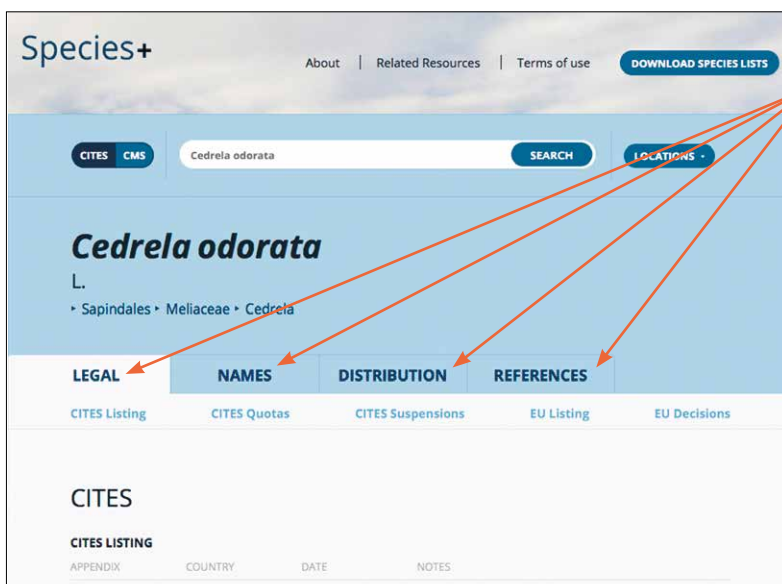 Species+
About | Related Resources | Terms of use DOWNLOAD SPECIES LISTS
CITES CMS Cedrela odorata SEARCH LOCATIONS
Cedrela odorata
L.
‣ Sapindales ‣ Meliaceae ‣ Cedrela
LEGAL NAMES DISTRIBUTION REFERENCES
CITES Listing CITES Quotas CITES Suspensions EU Listing EU Decisions
CITES
CITES LISTING
APPENDIX COUNTRY DATE NOTES